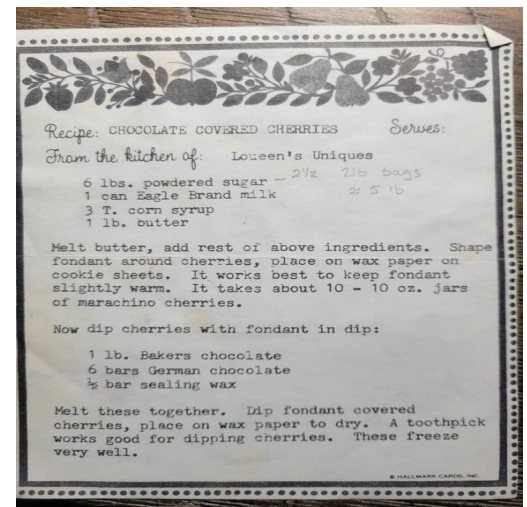 Recipe: CHOCOLATE COVERED CHERRIES Serves:
From the kitchen of: Loueen's Uniques
6 lbs. powdered sugar — 2½ 2lb bags
1 can Eagle Brand milk ≈ 5 lb
3 T. corn syrup
1 lb. butter
Melt butter, add rest of above ingredients. Shape
fondant around cherries, place on wax paper on
cookie sheets. It works best to keep fondant
slightly warm. It takes about 10 - 10 oz. jars
of marachino cherries.
Now dip cherries with fondant in dip:
1 lb. Bakers chocolate
6 bars German chocolate
½ bar sealing wax
Melt these together. Dip fondant covered
cherries, place on wax paper to dry. A toothpick
works good for dipping cherries. These freeze
very well.
© HALLMARK CARDS, INC.